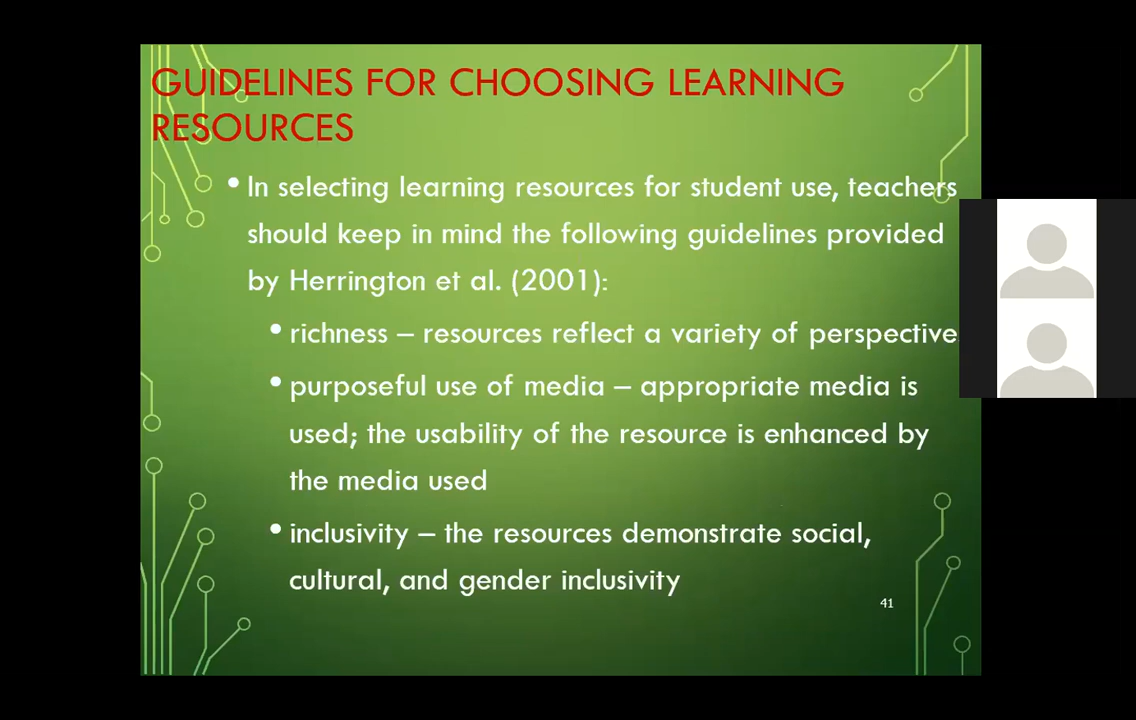 GUIDELINES FOR CHOOSING LEARNING
RESOURCES
• In selecting learning resources for student use, teachers
should keep in mind the following guidelines provided
by Herrington et al. (2001):
• richness – resources reflect a variety of perspective
• purposeful use of media – appropriate media is
used; the usability of the resource is enhanced by
the media used
• inclusivity – the resources demonstrate social,
cultural, and gender inclusivity
41